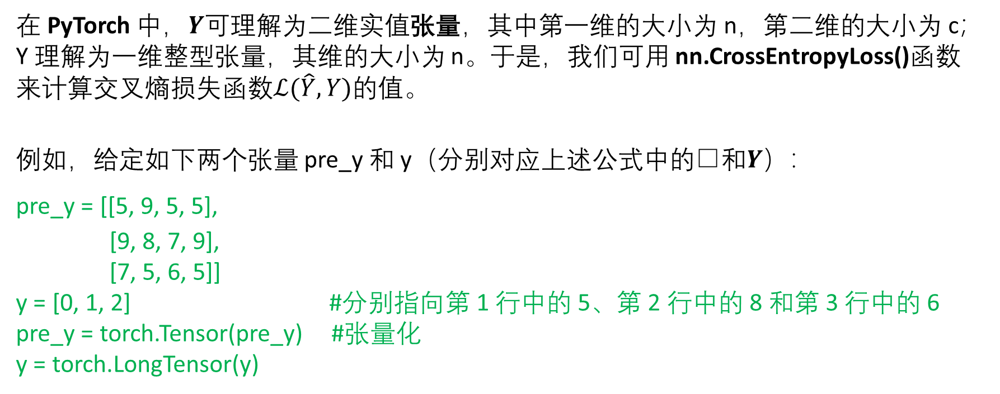 在 PyTorch 中，Y可理解为二维实值张量，其中第一维的大小为 n，第二维的大小为 c；
Y 理解为一维整型张量，其维的大小为 n。于是，我们可用 nn.CrossEntropyLoss()函数
来计算交叉熵损失函数ℒ(Ŷ, Y)的值。
例如，给定如下两个张量 pre_y 和 y（分别对应上述公式中的□和Y）：
pre_y = [[5, 9, 5, 5],
[9, 8, 7, 9],
[7, 5, 6, 5]]
y = [0, 1, 2] #分别指向第 1 行中的 5、第 2 行中的 8 和第 3 行中的 6
pre_y = torch.Tensor(pre_y) #张量化
y = torch.LongTensor(y)